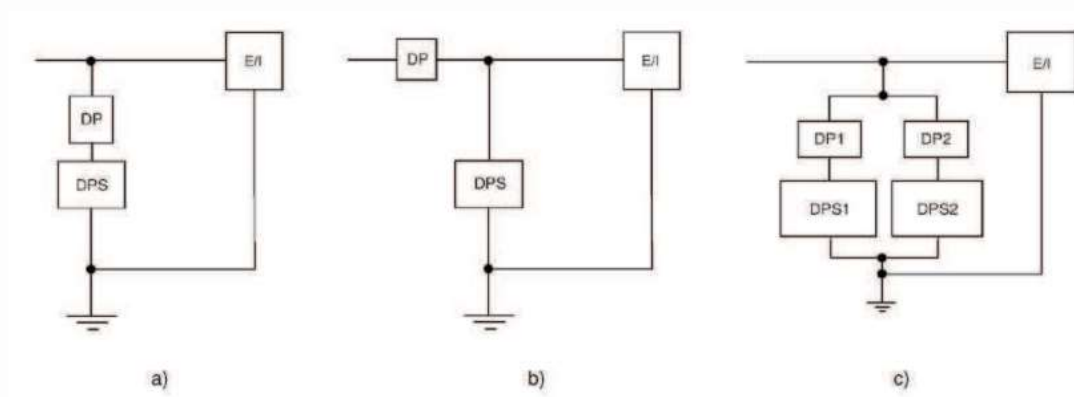 E/I
DP
DPS
a)
DP
E/I
DPS
b)
E/I
DP1 DP2
DPS1 DPS2
c)